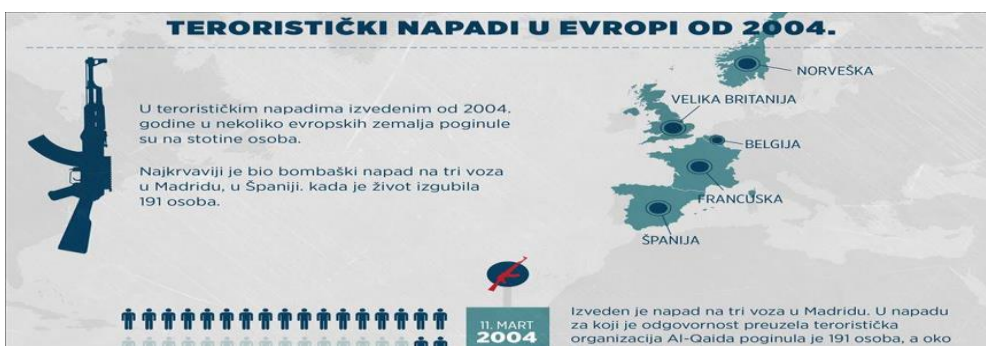 TERORISTIČKI NAPADI U EVROPI OD 2004.
U terorističkim napadima izvedenim od 2004.
godine u nekoliko evropskih zemalja poginule
su na stotine osoba.
Najkrvaviji je bio bombaški napad na tri voza
u Madridu, u Španiji. kada je život izgubila
191 osoba.
NORVEŠKA
VELIKA BRITANIJA
BELGIJA
FRANCUSKA
ŠPANIJA
11. MART
2004
Izveden je napad na tri voza u Madridu. U napadu
za koji je odgovornost preuzela teroristička
organizacija Al-Qaida poginula je 191 osoba, a oko